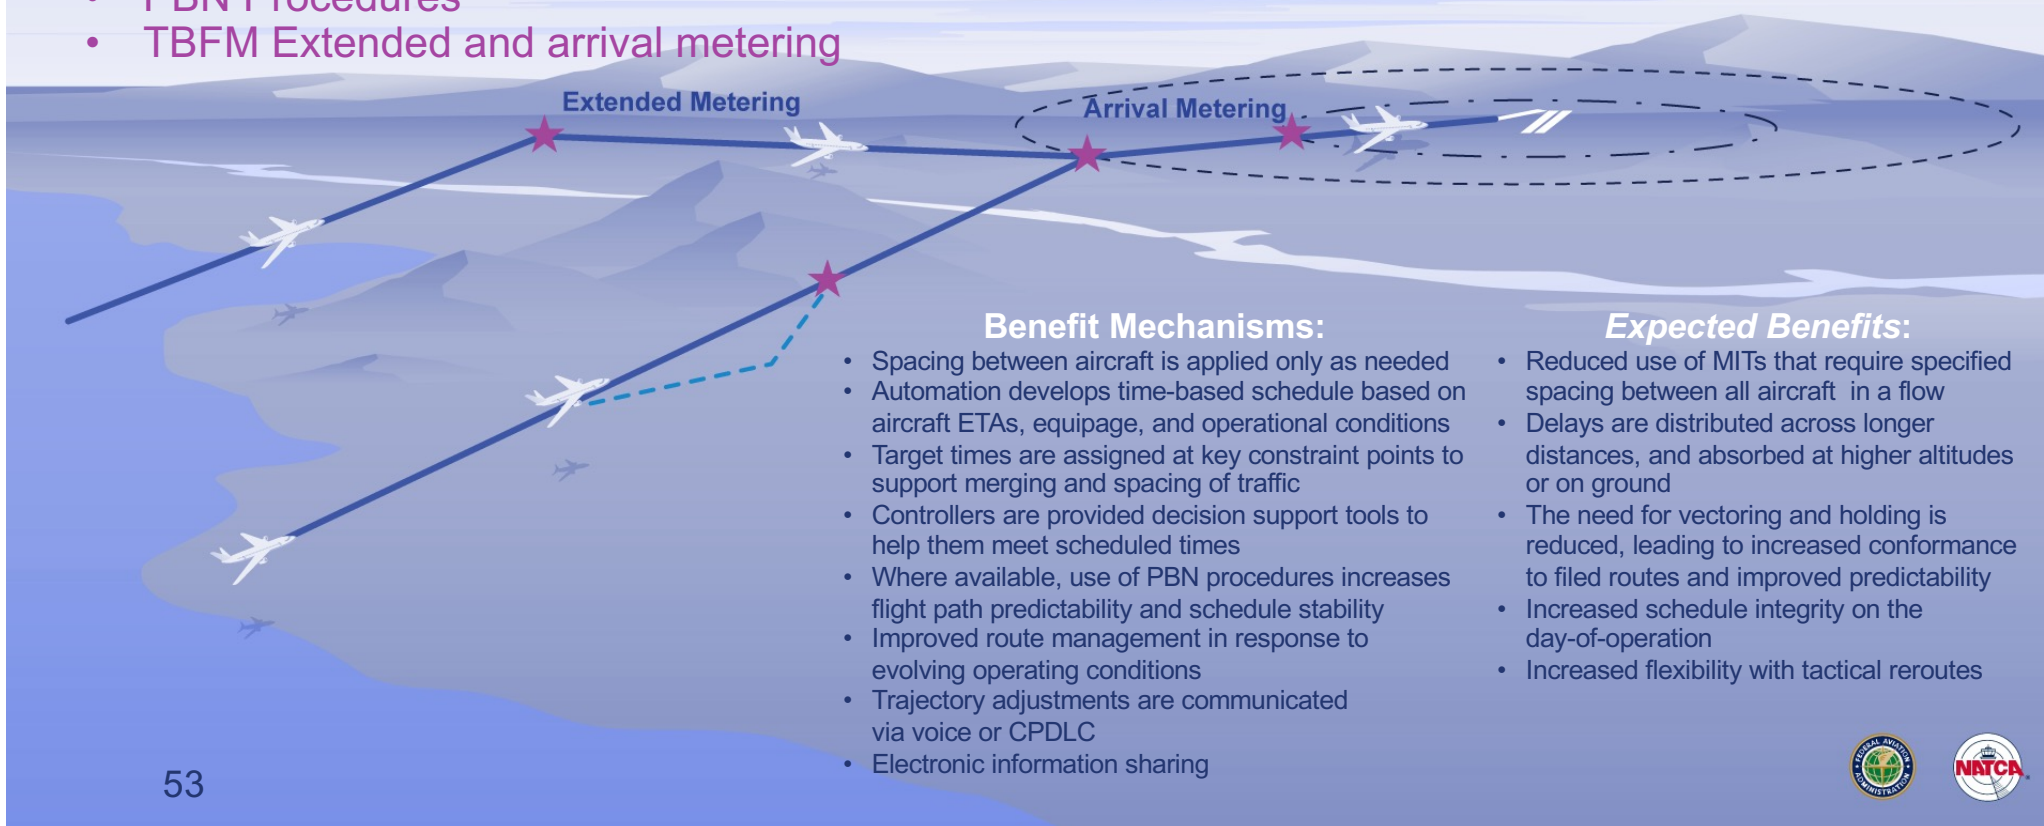 • PBN Procedures
• TBFM Extended and arrival metering
Extended Metering
Arrival Metering
Benefit Mechanisms:
• Spacing between aircraft is applied only as needed
• Automation develops time-based schedule based on
aircraft ETAs, equipage, and operational conditions
• Target times are assigned at key constraint points to
support merging and spacing of traffic
• Controllers are provided decision support tools to
help them meet scheduled times
• Where available, use of PBN procedures increases
flight path predictability and schedule stability
• Improved route management in response to
evolving operating conditions
• Trajectory adjustments are communicated
via voice or CPDLC
• Electronic information sharing
Expected Benefits:
• Reduced use of MITs that require specified
spacing between all aircraft in a flow
• Delays are distributed across longer
distances, and absorbed at higher altitudes
or on ground
• The need for vectoring and holding is
reduced, leading to increased conformance
to filed routes and improved predictability
• Increased schedule integrity on the
day-of-operation
• Increased flexibility with tactical reroutes
53
FEDERAL AVIATION
ADMINISTRATION
NATCA